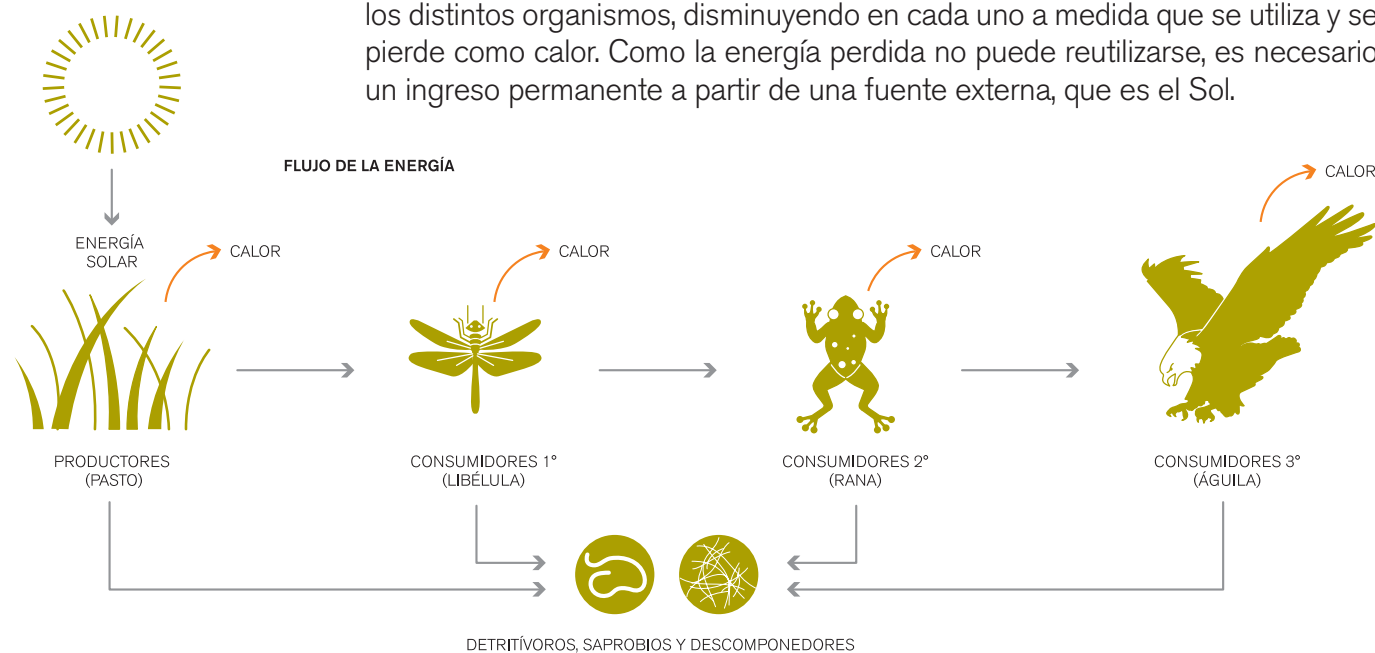 los distintos organismos, disminuyendo en cada uno a medida que se utiliza y se
pierde como calor. Como la energía perdida no puede reutilizarse, es necesario
un ingreso permanente a partir de una fuente externa, que es el Sol.
FLUJO DE LA ENERGÍA
ENERGÍA
SOLAR
CALOR
CALOR
CALOR
CALOR
PRODUCTORES
(PASTO)
CONSUMIDORES 1°
(LIBÉLULA)
CONSUMIDORES 2°
(RANA)
CONSUMIDORES 3°
(ÁGUILA)
DETRITÍVOROS, SAPROBIOS Y DESCOMPONEDORES